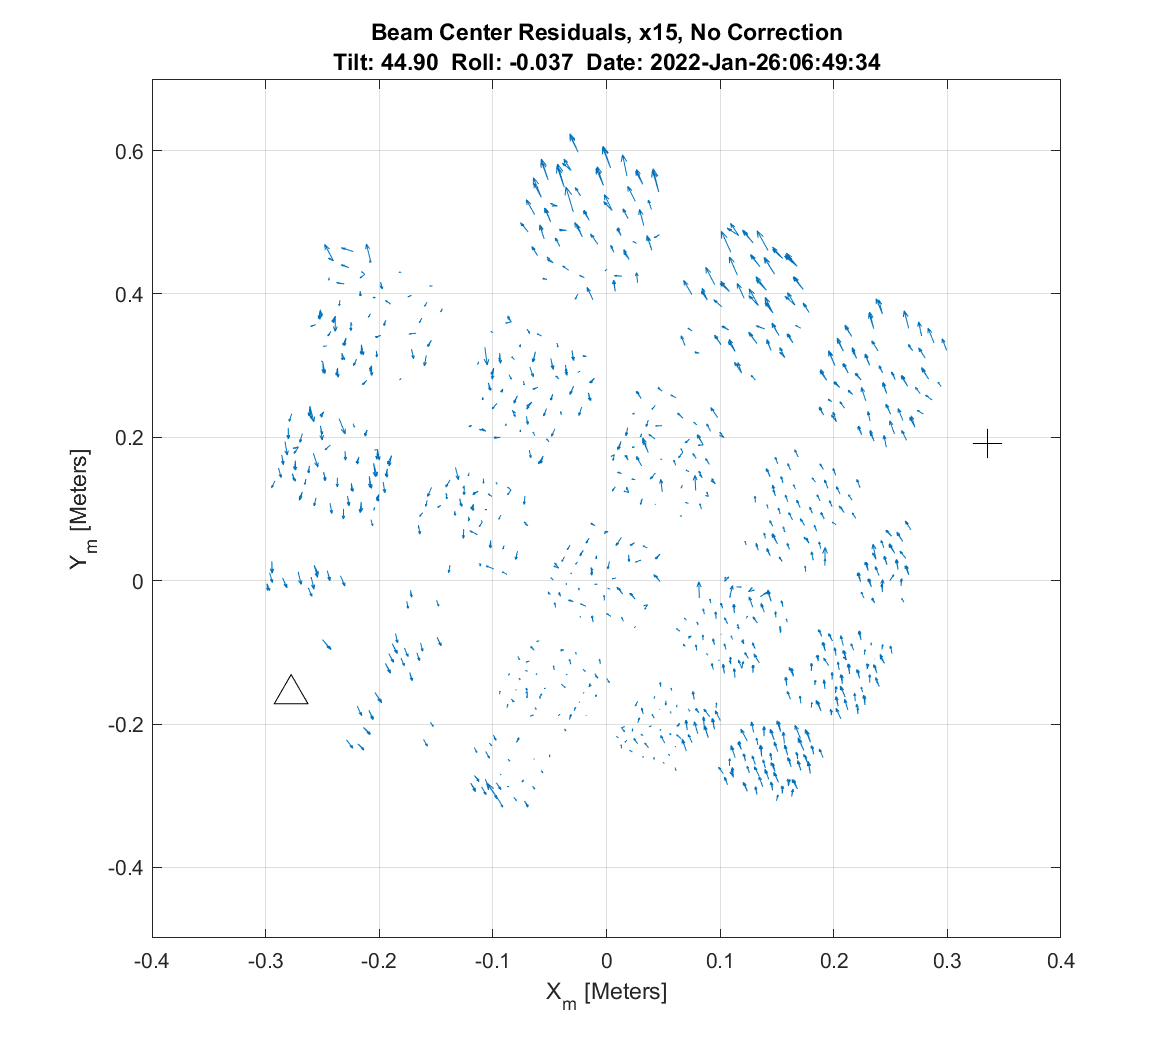 Beam Center Residuals, x15, No Correction
Tilt: 44.90  Roll: -0.037  Date: 2022-Jan-26:06:49:34
0.6
0.4
0.2
0
-0.2
-0.4
Y_m [Meters]
-0.4 -0.3 -0.2 -0.1 0 0.1 0.2 0.3 0.4
X_m [Meters]